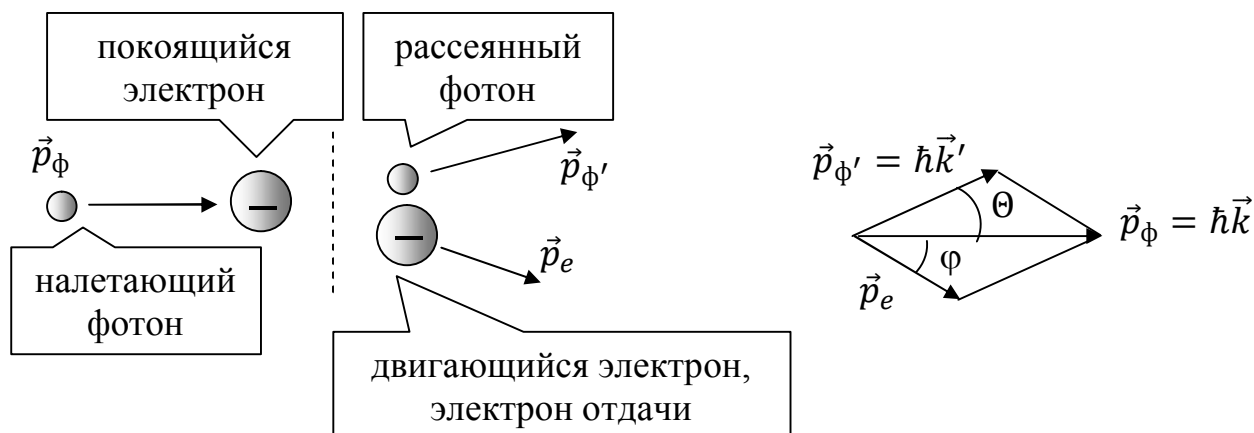 покоящийся
электрон
рассеянный
фотон
p⃗ф
p⃗ф′
налетающий
фотон
p⃗e
двигающийся электрон,
электрон отдачи
p⃗ф′ = ħk⃗′
Θ
p⃗ф = ħk⃗
φ
p⃗e